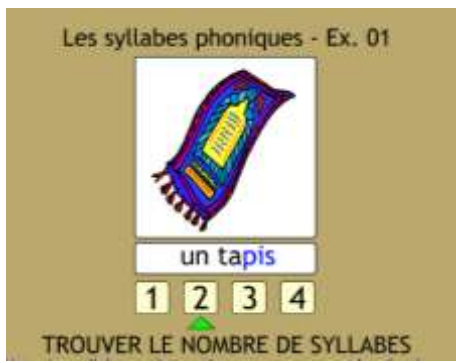 Les syllabes phoniques - Ex. 01
un tapis
1 2 3 4
TROUVER LE NOMBRE DE SYLLABES